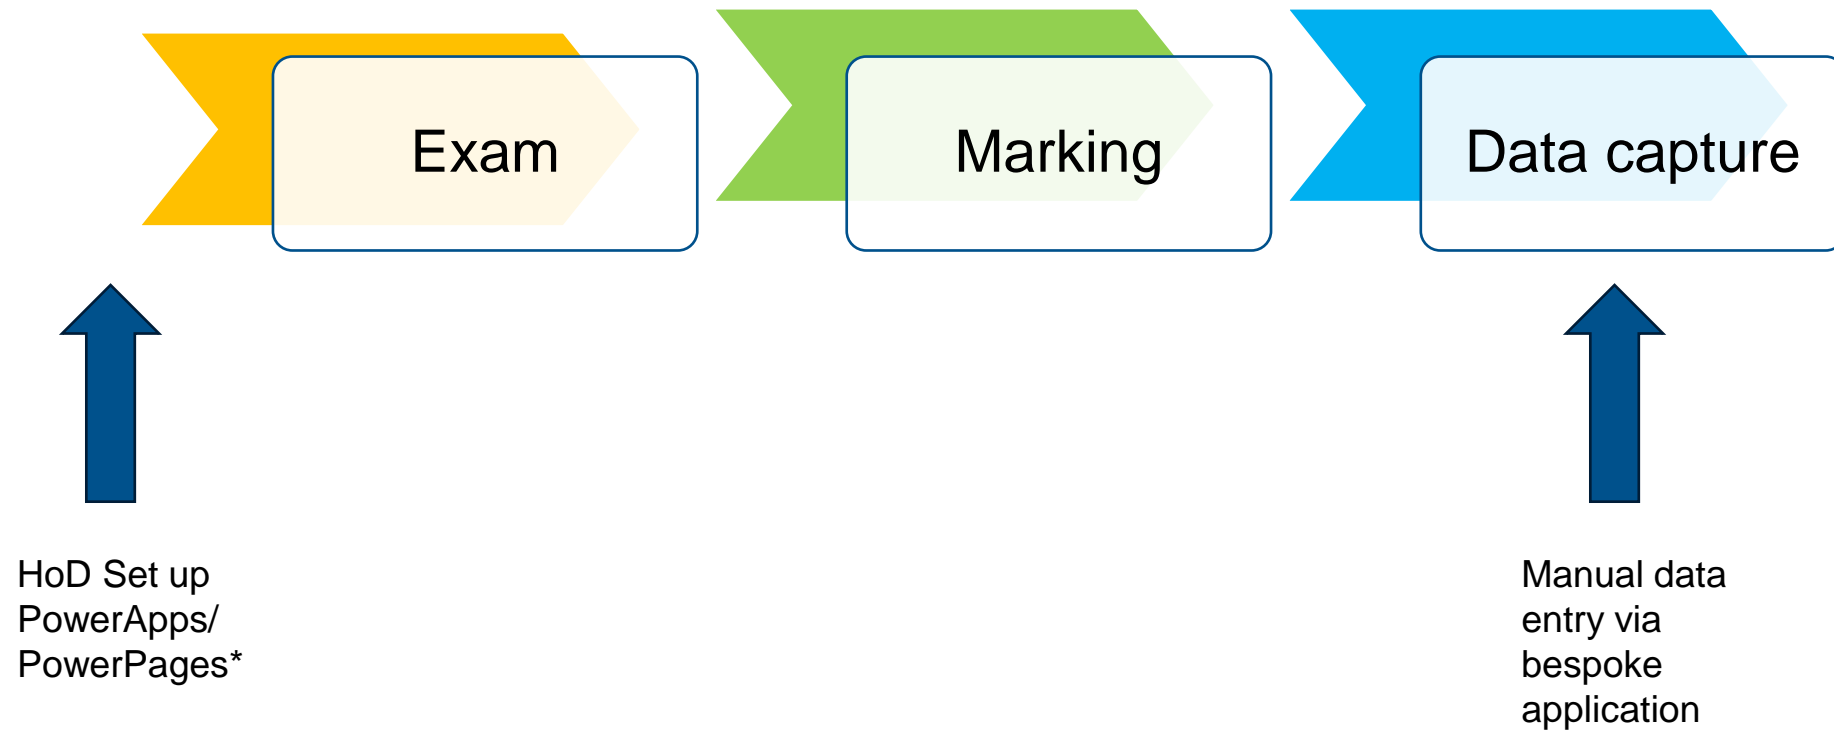 Exam
Marking
Data capture
HoD Set up
PowerApps/
PowerPages*
Manual data
entry via
bespoke
application